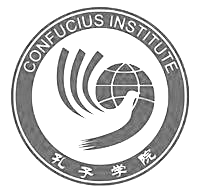 CONFUCIUS INSTITUTE
孔子学院